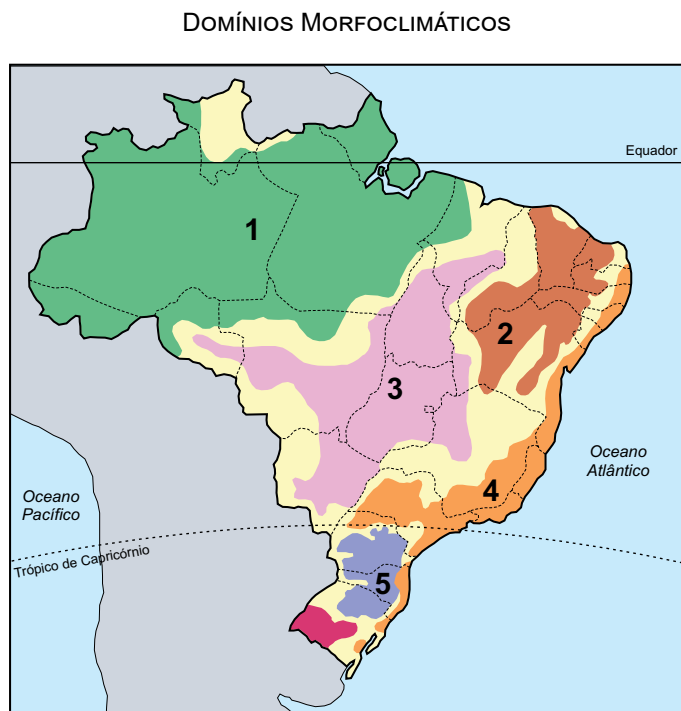 DOMÍNIOS MORFOCLIMÁTICOS
Equador
1
2
3
Oceano
Atlântico
4
Oceano
Pacífico
Trópico de Capricórnio
5